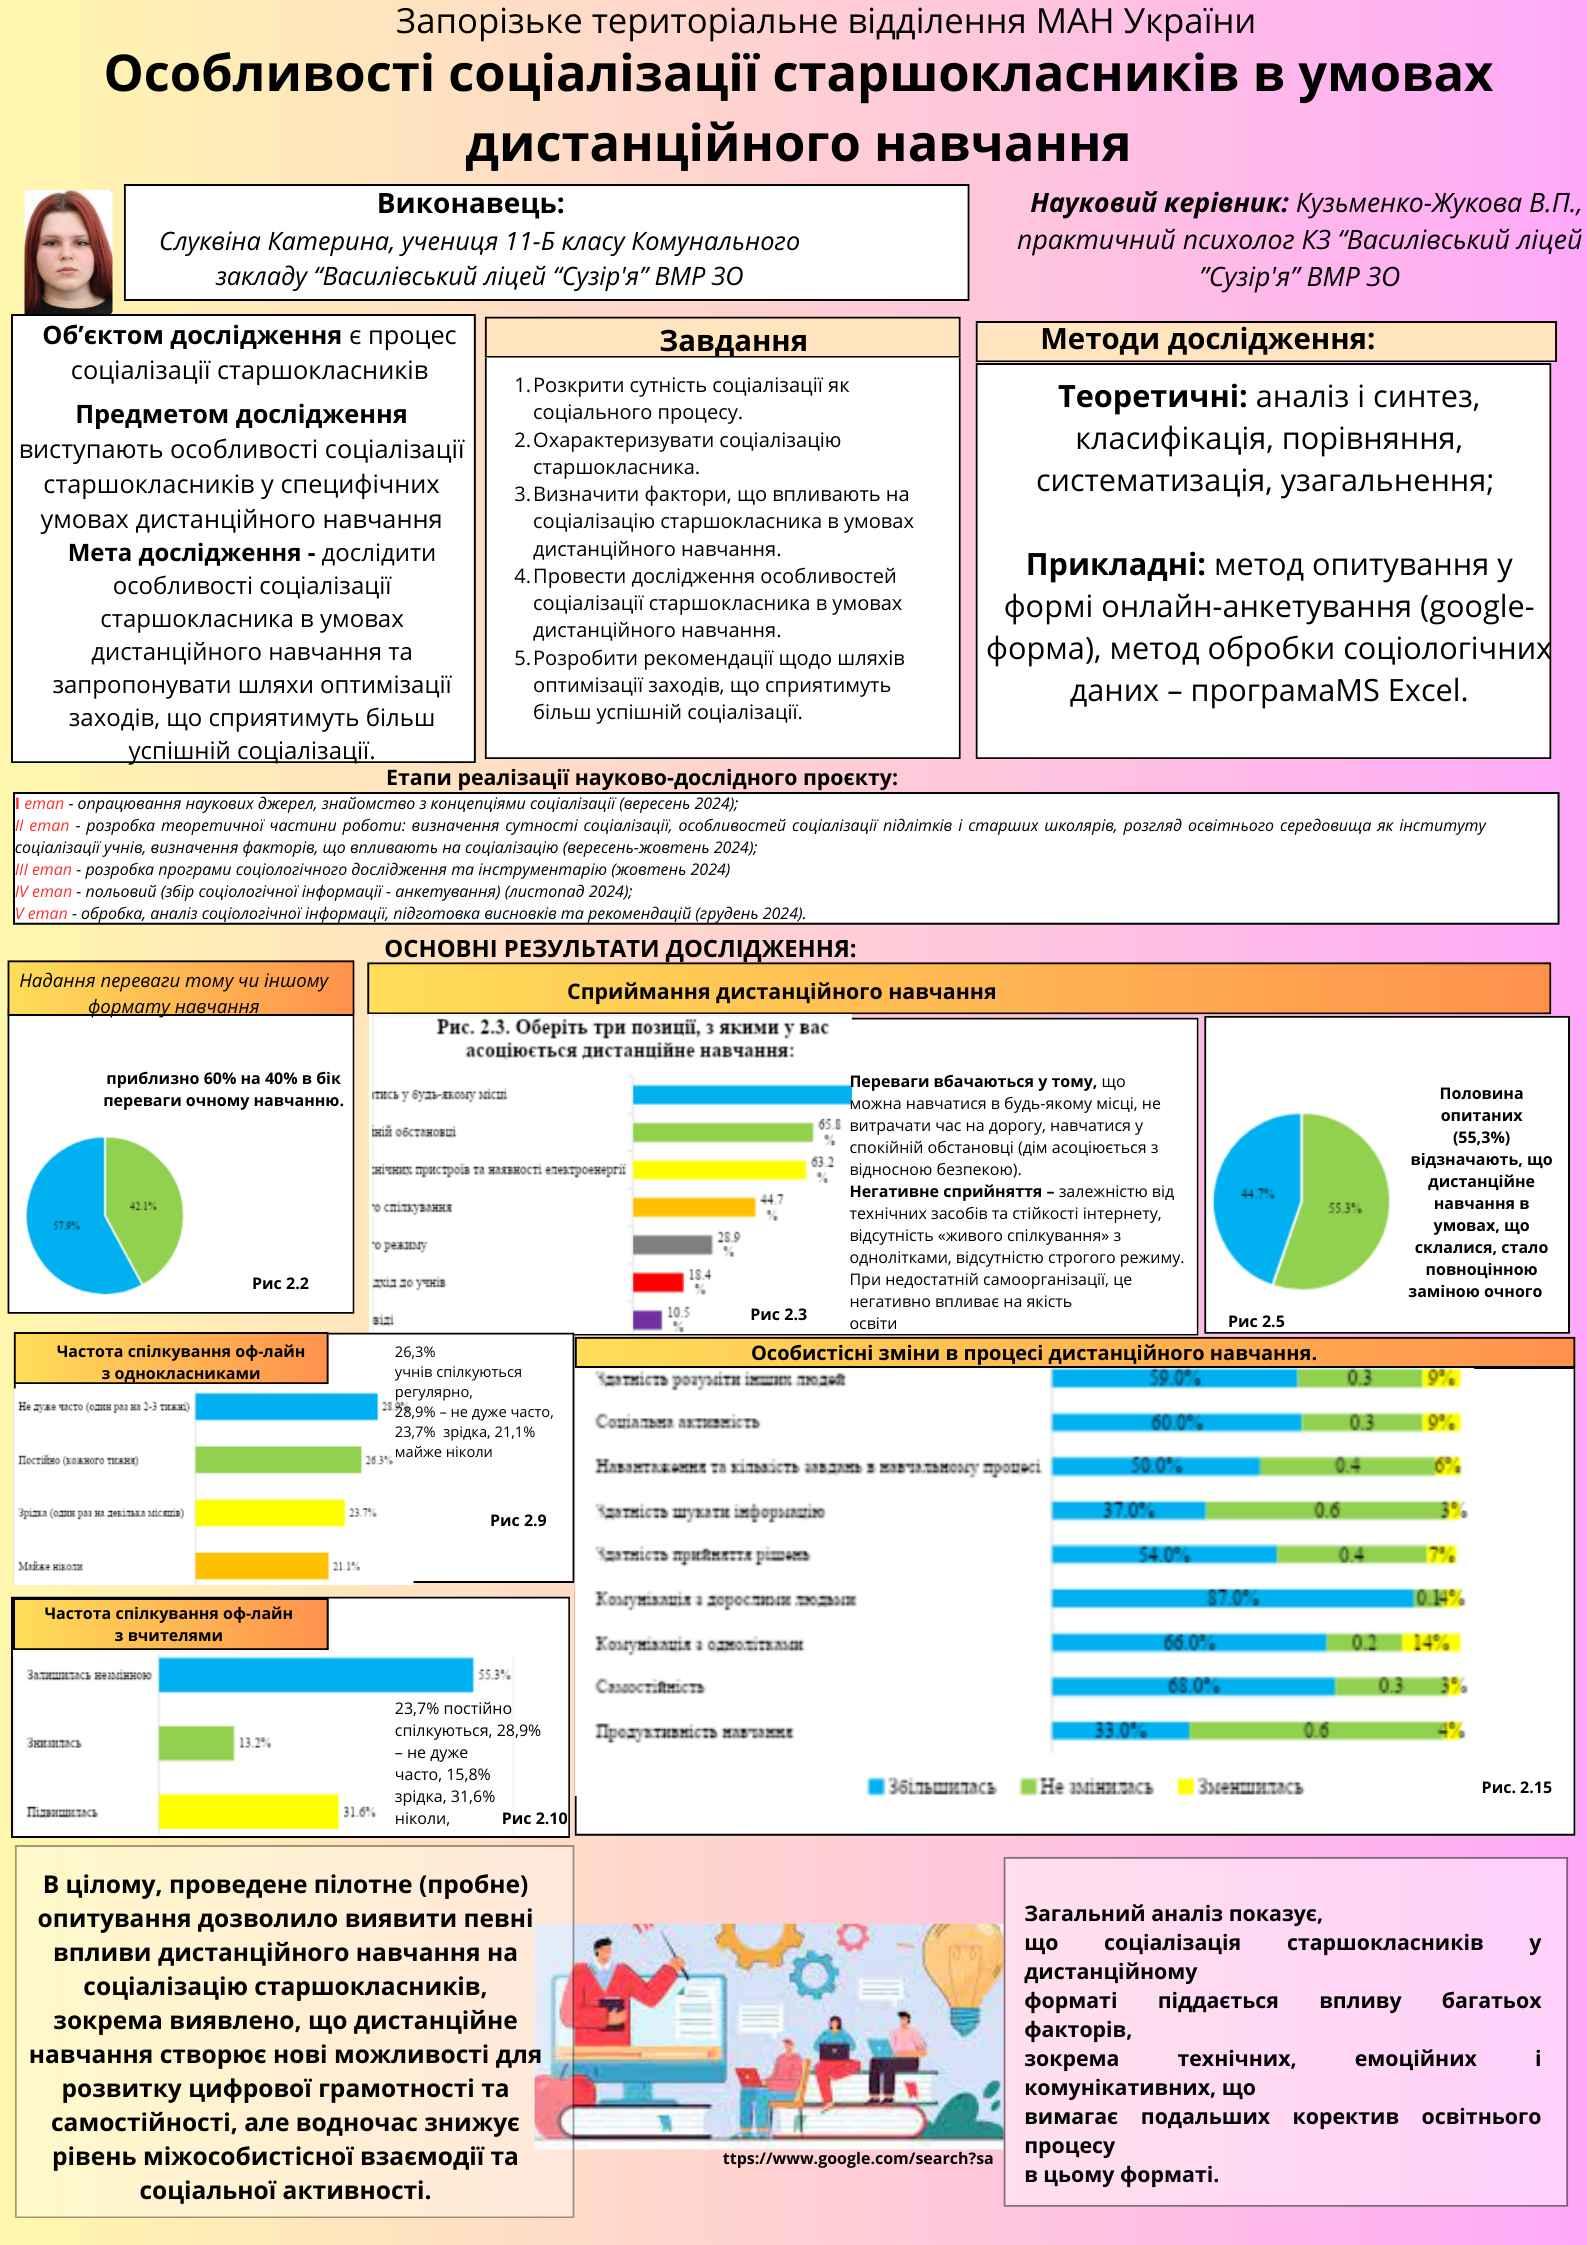 Запорізьке територіальне відділення МАН України
Особливості соціалізації старшокласників в умовах
дистанційного навчання
Виконавець:
Слуквіна Катерина, учениця 11-Б класу Комунального
закладу “Василівський ліцей “Сузір'я” ВМР ЗО
Науковий керівник: Кузьменко-Жукова В.П.,
практичний психолог КЗ “Василівський ліцей
”Сузір'я” ВМР ЗО
Об’єктом дослідження є процес
соціалізації старшокласників
Предметом дослідження
виступають особливості соціалізації
старшокласників у специфічних
умовах дистанційного навчання
Мета дослідження - дослідити
особливості соціалізації
старшокласника в умовах
дистанційного навчання та
запропонувати шляхи оптимізації
заходів, що сприятимуть більш
успішній соціалізації.
Завдання
1. Розкрити сутність соціалізації як
соціального процесу.
2. Охарактеризувати соціалізацію
старшокласника.
3. Визначити фактори, що впливають на
соціалізацію старшокласника в умовах
дистанційного навчання.
4. Провести дослідження особливостей
соціалізації старшокласника в умовах
дистанційного навчання.
5. Розробити рекомендації щодо шляхів
оптимізації заходів, що сприятимуть
більш успішній соціалізації.
Методи дослідження:
Теоретичні: аналіз і синтез,
класифікація, порівняння,
систематизація, узагальнення;
Прикладні: метод опитування у
формі онлайн-анкетування (google-
форма), метод обробки соціологічних
даних – програмаMS Excel.
Етапи реалізації науково-дослідного проєкту:
I етап - опрацювання наукових джерел, знайомство з концепціями соціалізації (вересень 2024);
II етап - розробка теоретичної частини роботи: визначення сутності соціалізації, особливостей соціалізації підлітків і старших школярів, розгляд освітнього середовища як інституту
соціалізації учнів, визначення факторів, що впливають на соціалізацію (вересень-жовтень 2024);
III етап - розробка програми соціологічного дослідження та інструментарію (жовтень 2024)
IV етап - польовий (збір соціологічної інформації - анкетування) (листопад 2024);
V етап - обробка, аналіз соціологічної інформації, підготовка висновків та рекомендацій (грудень 2024).
ОСНОВНІ РЕЗУЛЬТАТИ ДОСЛІДЖЕННЯ:
Надання переваги тому чи іншому
формату навчання
приблизно 60% на 40% в бік
переваги очному навчанню.
42.1%
57.9%
Рис 2.2
Сприймання дистанційного навчання
Рис. 2.3. Оберіть три позиції, з якими у вас
асоціюється дистанційне навчання:
тись у будь-якому місці
ній обстановці
65.8
%
хнічних пристроїв та наявності електроенергії
63.2
%
о спілкування
44.7
%
о режиму
28.9
%
дхід до учнів
18.4
%
віді
10.5
%
Рис 2.3
Переваги вбачаються у тому, що
можна навчатися в будь-якому місці, не
витрачати час на дорогу, навчатися у
спокійній обстановці (дім асоціюється з
відносною безпекою).
Негативне сприйняття – залежністю від
технічних засобів та стійкості інтернету,
відсутність «живого спілкування» з
однолітками, відсутністю строгого режиму.
При недостатній самоорганізації, це
негативно впливає на якість
освіти
44.7%
55.3%
Рис 2.5
Половина
опитаних
(55,3%)
відзначають, що
дистанційне
навчання в
умовах, що
склалися, стало
повноцінною
заміною очного
Частота спілкування оф-лайн
з однокласниками
Не дуже часто (один раз на 2-3 тижні)
28.9%
Постійно (кожного тижня)
26.3%
Зрідка (один раз на декілька місяців)
23.7%
Майже ніколи
21.1%
26,3%
учнів спілкуються
регулярно,
28,9% – не дуже часто,
23,7% зрідка, 21,1%
майже ніколи
Рис 2.9
Частота спілкування оф-лайн
з вчителями
Залишилась незмінною
55.3%
Знизилась
13.2%
Підвишилась
31.6%
23,7% постійно
спілкуються, 28,9%
– не дуже
часто, 15,8%
зрідка, 31,6%
ніколи,
Рис 2.10
Особистісні зміни в процесі дистанційного навчання.
Здатність розуміти інших людей 59.0% 0.3 9%
Соціальна активність 60.0% 0.3 9%
Навантаження та кількість завдань в навчальному процесі 50.0% 0.4 6%
Здатність шукати інформацію 37.0% 0.6 3%
Здатність прийняття рішень 54.0% 0.4 7%
Комунікація з дорослими людьми 87.0% 0.1 4%
Комунікація з однолітками 66.0% 0.2 14%
Самостійність 68.0% 0.3 3%
Продуктивність навчання 33.0% 0.6 4%
Збільшилась Не змінилась Зменшилась
Рис. 2.15
В цілому, проведене пілотне (пробне)
опитування дозволило виявити певні
впливи дистанційного навчання на
соціалізацію старшокласників,
зокрема виявлено, що дистанційне
навчання створює нові можливості для
розвитку цифрової грамотності та
самостійності, але водночас знижує
рівень міжособистісної взаємодії та
соціальної активності.
ttps://www.google.com/search?sa
Загальний аналіз показує,
що соціалізація старшокласників у
дистанційному
форматі піддається впливу багатьох
факторів,
зокрема технічних, емоційних і
комунікативних, що
вимагає подальших коректив освітнього
процесу
в цьому форматі.